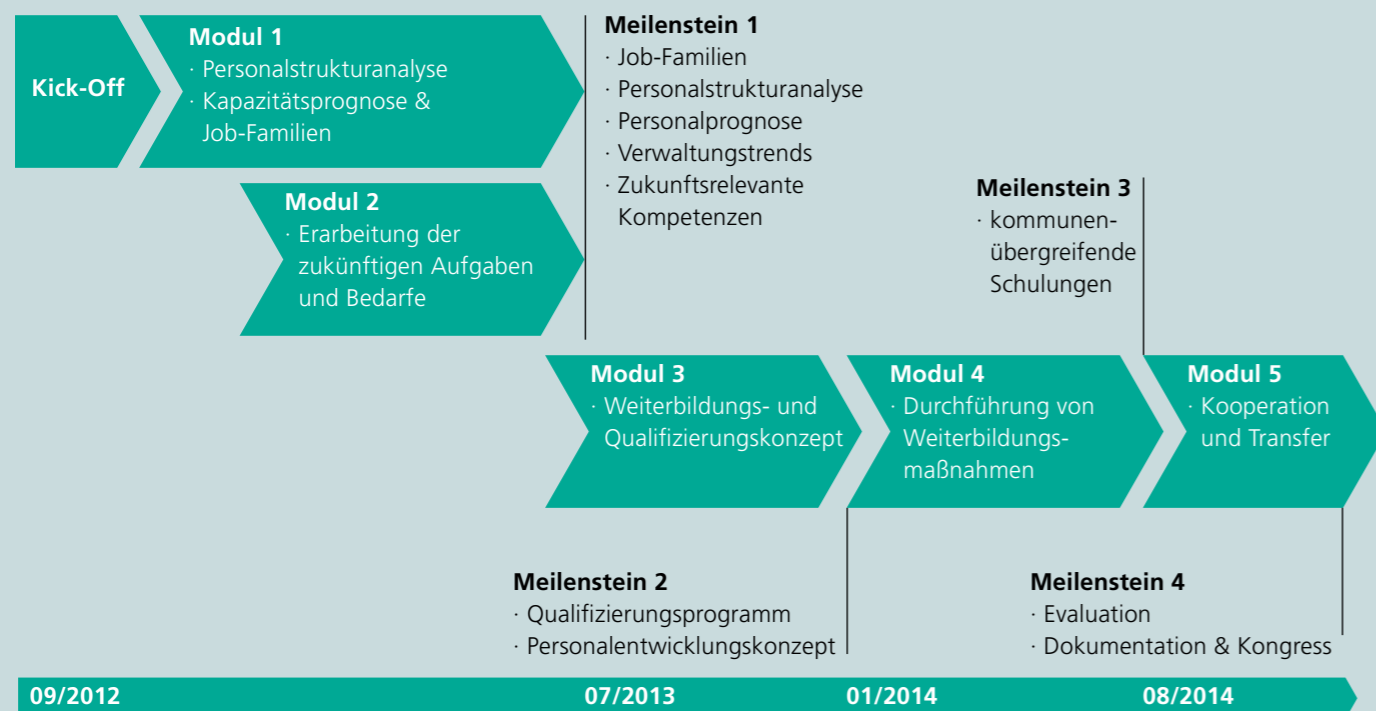 Kick-Off
Modul 1
· Personalstrukturanalyse
· Kapazitätsprognose &
Job-Familien
Meilenstein 1
· Job-Familien
· Personalstrukturanalyse
· Personalprognose
· Verwaltungstrends
· Zukunftsrelevante
Kompetenzen
Modul 2
· Erarbeitung der
zukünftigen Aufgaben
und Bedarfe
Meilenstein 3
· kommunen-
übergreifende
Schulungen
Modul 3
· Weiterbildungs- und
Qualifizierungskonzept
Modul 4
· Durchführung von
Weiterbildungs-
maßnahmen
Modul 5
· Kooperation
und Transfer
Meilenstein 2
· Qualifizierungsprogramm
· Personalentwicklungskonzept
Meilenstein 4
· Evaluation
· Dokumentation & Kongress
09/2012 07/2013 01/2014 08/2014